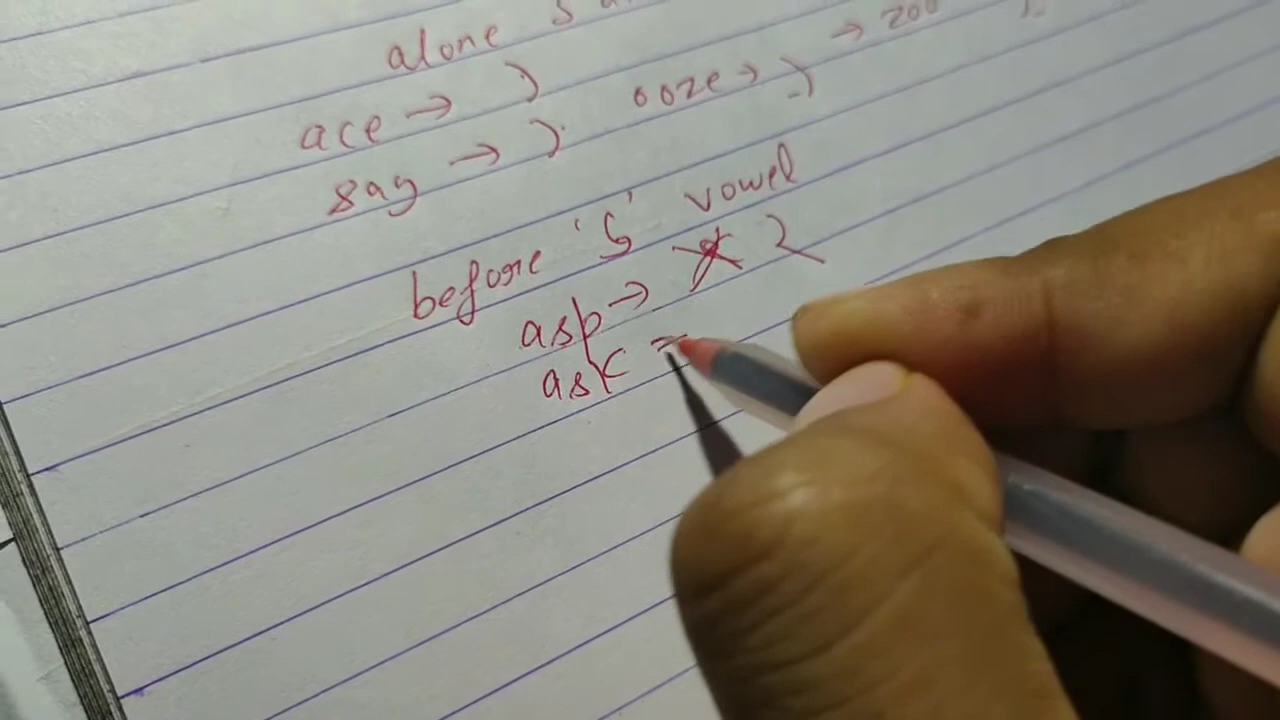 alone S
ace →
ooze → → zoo
say →
before 'S' vowel
asp →
ask =